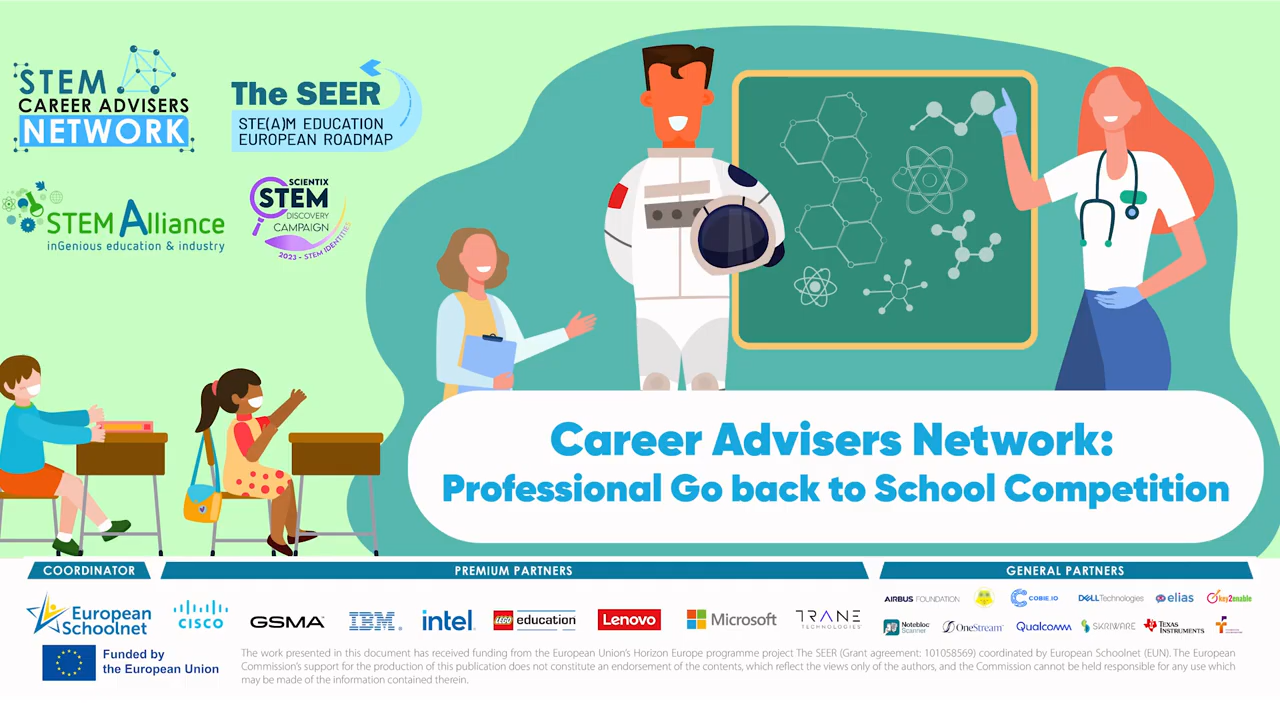 STEM
CAREER ADVISERS
NETWORK
The SEER
STE(A)M EDUCATION
EUROPEAN ROADMAP
STEM Alliance
inGenious education & industry
SCIENTIX
STEM
DISCOVERY
CAMPAIGN
2023 - STEM IDENTITIES
Career Advisers Network:
Professional Go back to School Competition
COORDINATOR
PREMIUM PARTNERS
GENERAL PARTNERS
European
Schoolnet
CISCO
GSMA
IBM
intel
LEGO education
Lenovo
Microsoft
TRANE
TECHNOLOGIES
AIRBUS FOUNDATION
COBIE.IO
DELL Technologies
elias
key2enable
Notebloc
Scanner
OneStream
Qualcomm
SKRIWARE
TEXAS
INSTRUMENTS
Funded by
the European Union
The work presented in this document has received funding from the European Union's Horizon Europe programme project The SEER (Grant agreement: 101058569) coordinated by European Schoolnet (EUN). The European
Commission's support for the production of this publication does not constitute an endorsement of the contents, which reflect the views only of the authors, and the Commission cannot be held responsible for any use which
may be made of the information contained therein.